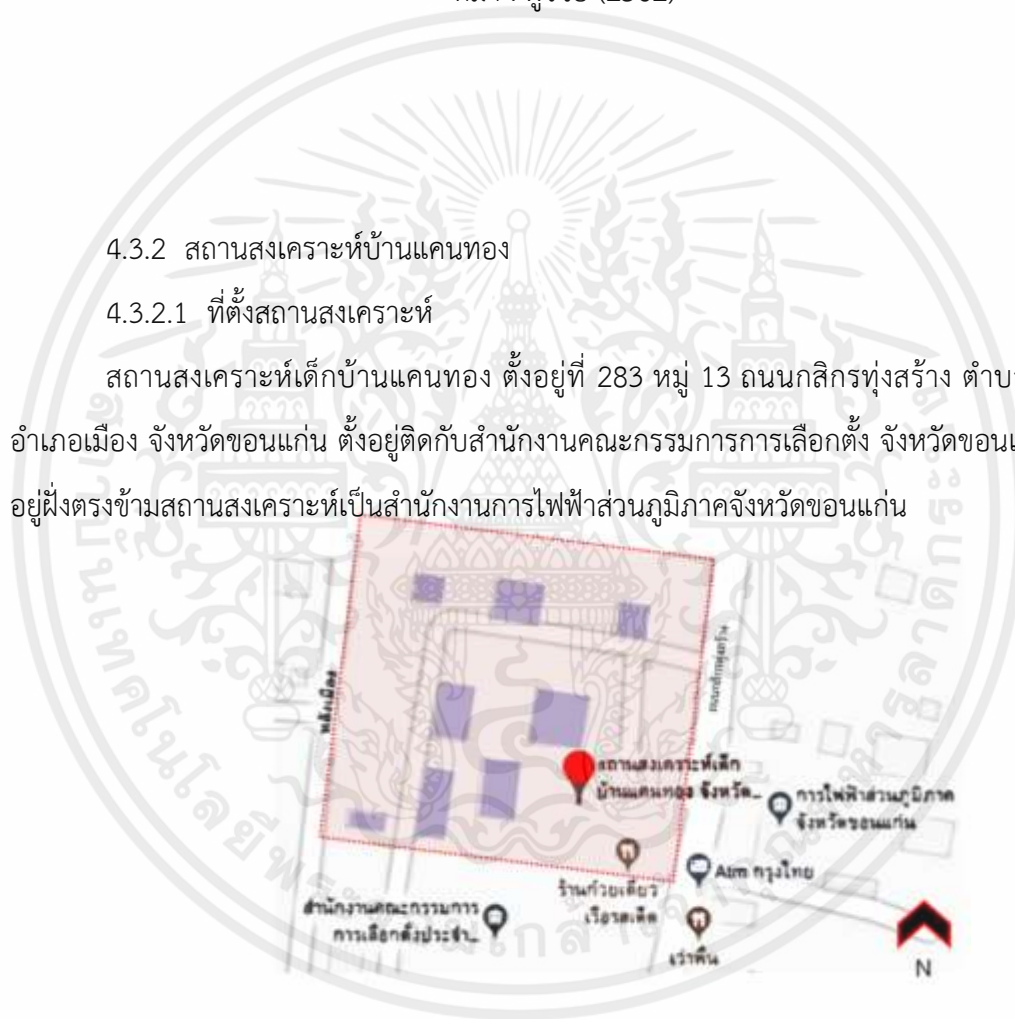 4.3.2 สถานสงเคราะห์บ้านแคนทอง
4.3.2.1 ที่ตั้งสถานสงเคราะห์
สถานสงเคราะห์เด็กบ้านแคนทอง ตั้งอยู่ที่ 283 หมู่ 13 ถนนกสิกรทุ่งสร้าง
อำเภอเมือง จังหวัดขอนแก่น ตั้งอยู่ติดกับสำนักงานคณะกรรมการการเลือกตั้ง จังหวัด
อยู่ฝั่งตรงข้ามสถานสงเคราะห์เป็นสำนักงานการไฟฟ้าส่วนภูมิภาคจังหวัดขอนแก่น
หลังเมือง
สถานสงเคราะห์เด็ก
บ้านแคนทอง จังหวัด...
การไฟฟ้าส่วนภูมิภาค
จังหวัดขอนแก่น
ร้านก๋วยเตี๋ยว
Atm กรุงไทย
สำนักงานคณะกรรมการ
การเลือกตั้งประจำ...
N